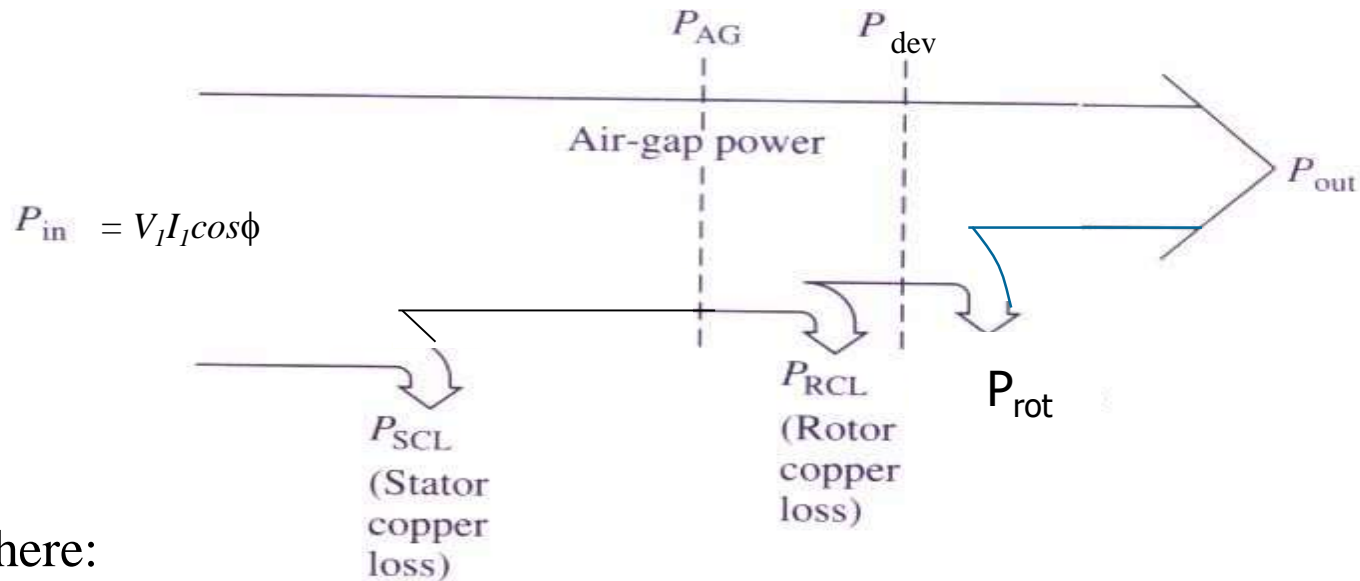 P_AG
P_dev
Air-gap power
P_out
P_in = V_1I_1cosϕ
P_RCL
(Rotor
copper
loss)
P_rot
P_SCL
(Stator
copper
loss)
here: